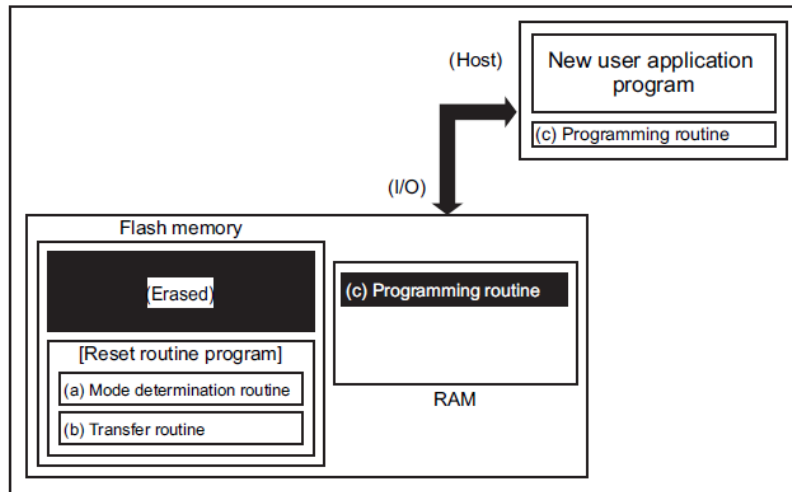 (Host)
New user application
program
(c) Programming routine
(I/O)
Flash memory
(Erased)
(c) Programming routine
[Reset routine program]
(a) Mode determination routine
(b) Transfer routine
RAM